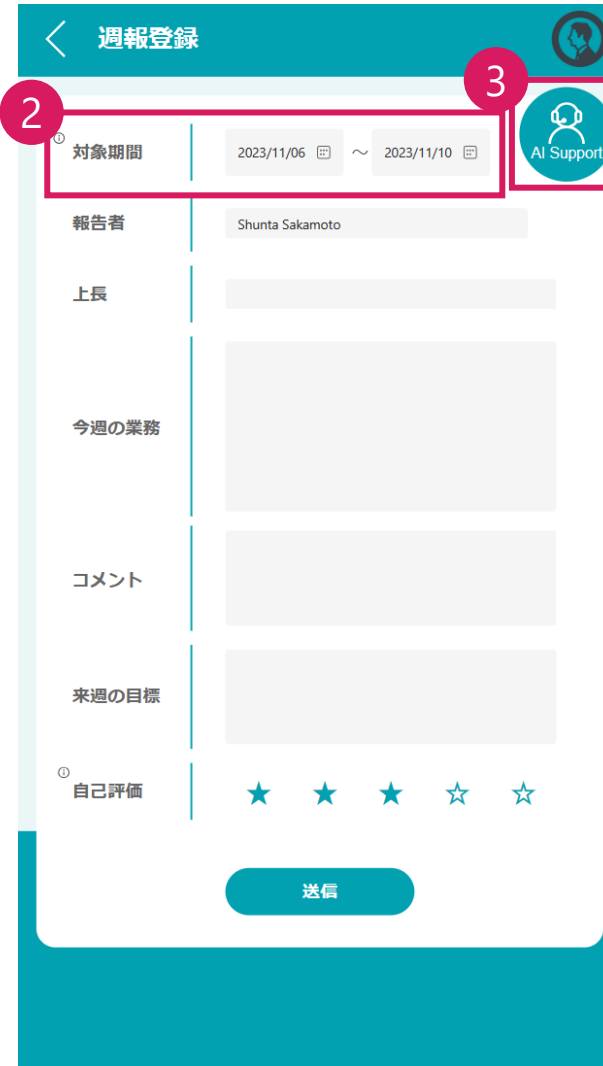 週報登録
3
2
対象期間
2023/11/06 ～ 2023/11/10
AI Support
報告者
Shunta Sakamoto
上長
今週の業務
コメント
来週の目標
自己評価
送信